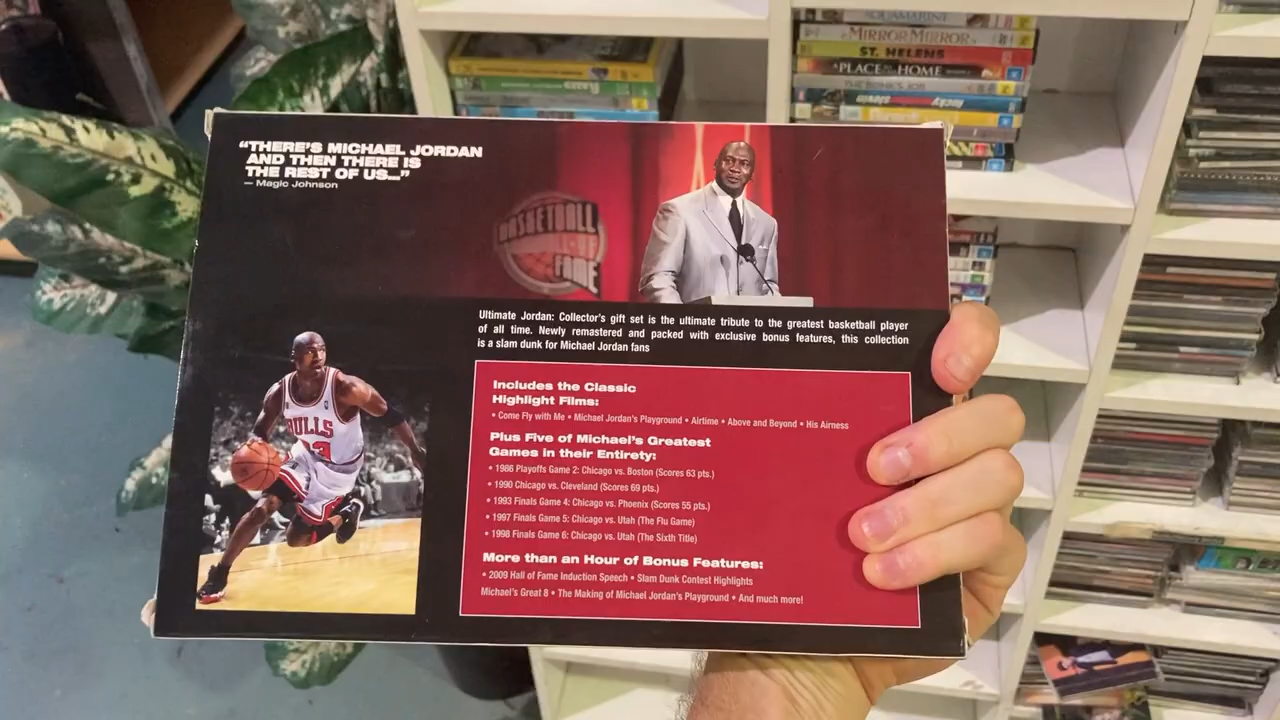 AQUAMARINE
MIRROR MIRROR
ST. HELENS
A PLACE TO CALL HOME
THE BANK JOB
Rocky
"THERE'S MICHAEL JORDAN
AND THEN THERE IS
THE REST OF US..."
— Magic Johnson
BASKETBALL
HALL OF
FAME
Ultimate Jordan: Collector's gift set is the ultimate tribute to the greatest basketball player
of all time. Newly remastered and packed with exclusive bonus features, this collection
is a slam dunk for Michael Jordan fans
BULLS
23
Includes the Classic
Highlight Films:
• Come Fly with Me • Michael Jordan's Playground • Airtime • Above and Beyond • His Airness
Plus Five of Michael's Greatest
Games in their Entirety:
• 1986 Playoffs Game 2: Chicago vs. Boston (Scores 63 pts.)
• 1990 Chicago vs. Cleveland (Scores 69 pts.)
• 1993 Finals Game 4: Chicago vs. Phoenix (Scores 55 pts.)
• 1997 Finals Game 5: Chicago vs. Utah (The Flu Game)
• 1998 Finals Game 6: Chicago vs. Utah (The Sixth Title)
More than an Hour of Bonus Features:
• 2009 Hall of Fame Induction Speech • Slam Dunk Contest Highlights
Michael's Great 8 • The Making of Michael Jordan's Playground • And much more!